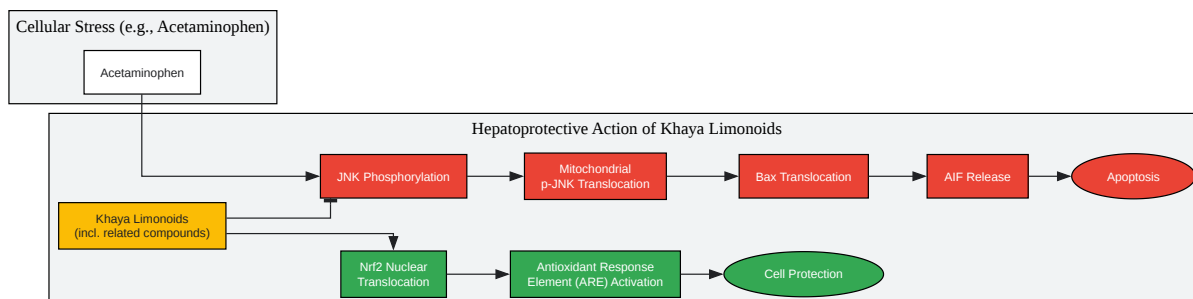 Cellular Stress (e.g., Acetaminophen)
Acetaminophen
Hepatoprotective Action of Khaya Limonoids
JNK Phosphorylation
Mitochondrial
p-JNK Translocation
Bax Translocation
AIF Release
Apoptosis
Khaya Limonoids
(incl. related compounds)
Nrf2 Nuclear
Translocation
Antioxidant Response
Element (ARE) Activation
Cell Protection